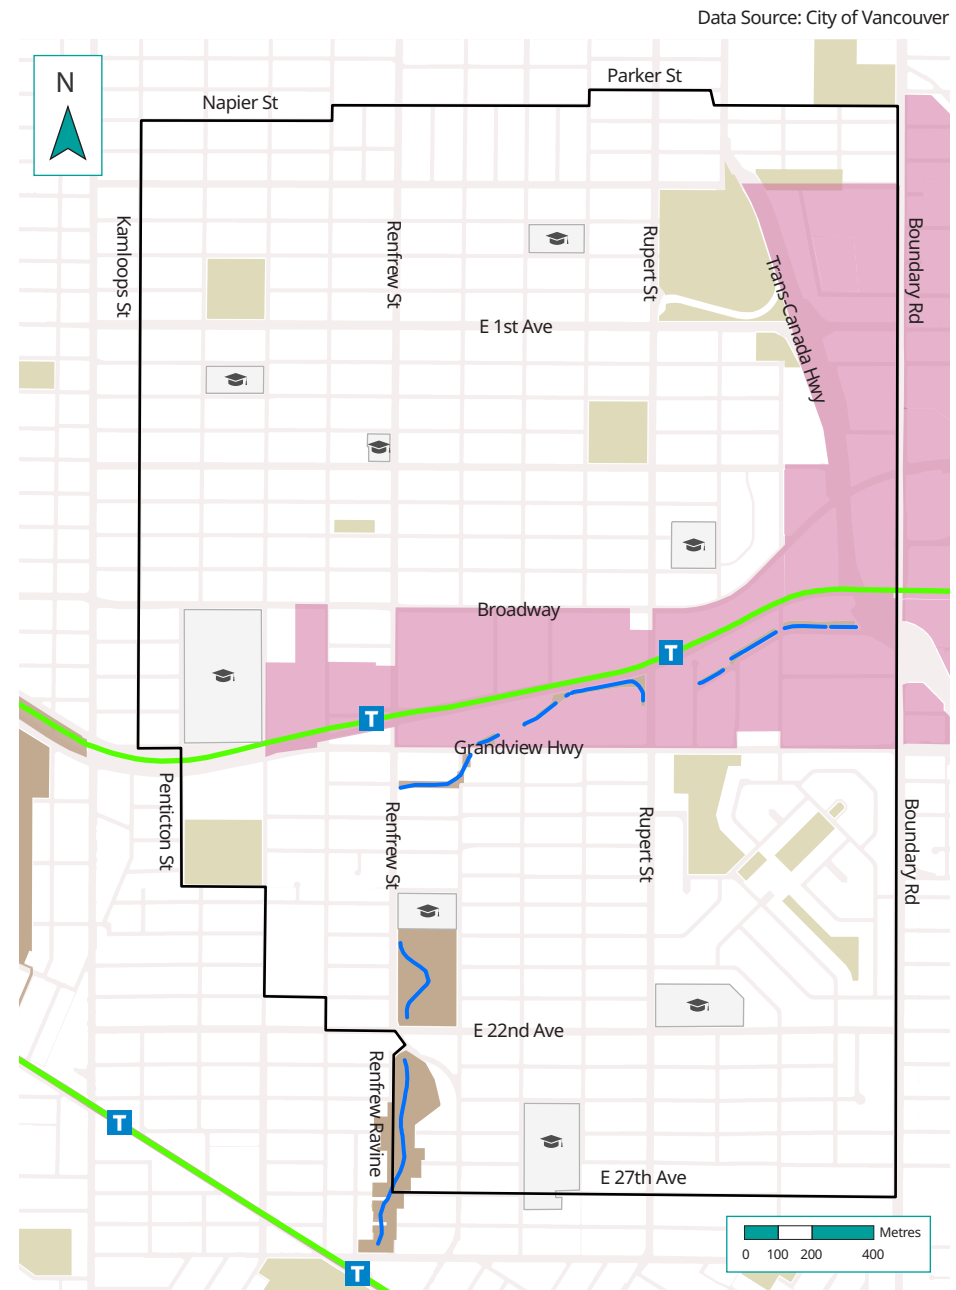 Data Source: City of Vancouver
N
Parker St
Napier St
Kamloops St
Renfrew St
Rupert St
Boundary Rd
Trans-Canada Hwy
E 1st Ave
Broadway
T
T
Grandview Hwy
Penticton St
Renfrew St
Rupert St
Boundary Rd
E 22nd Ave
Renfrew Ravine
T
E 27th Ave
T
Metres
0 100 200 400